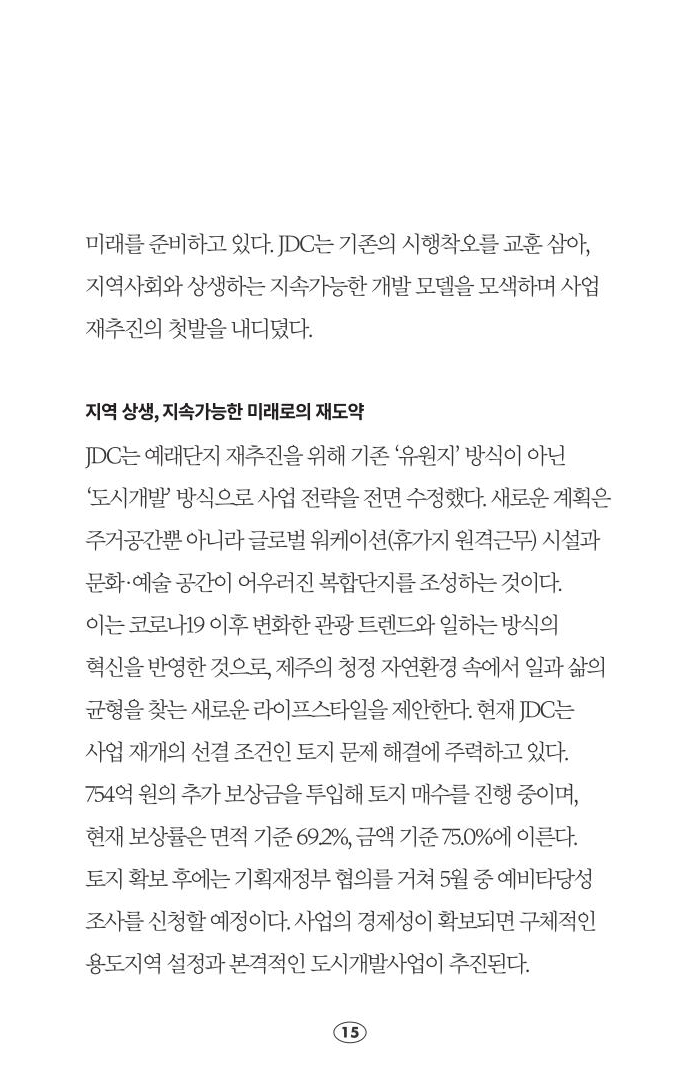 미래를 준비하고 있다. JDC는 기존의 시행착오를 교훈 삼아,
지역사회와 상생하는 지속가능한 개발 모델을 모색하며 사업
재추진의 첫발을 내디뎠다.
지역 상생, 지속가능한 미래로의 재도약
JDC는 예래단지 재추진을 위해 기존 ‘유원지’ 방식이 아닌
‘도시개발’ 방식으로 사업 전략을 전면 수정했다. 새로운 계획은
주거공간뿐 아니라 글로벌 워케이션(휴가지 원격근무) 시설과
문화·예술 공간이 어우러진 복합단지를 조성하는 것이다.
이는 코로나19 이후 변화한 관광 트렌드와 일하는 방식의
혁신을 반영한 것으로, 제주의 청정 자연환경 속에서 일과 삶의
균형을 찾는 새로운 라이프스타일을 제안한다. 현재 JDC는
사업 재개의 선결 조건인 토지 문제 해결에 주력하고 있다.
754억 원의 추가 보상금을 투입해 토지 매수를 진행 중이며,
현재 보상률은 면적 기준 69.2%, 금액 기준 75.0%에 이른다.
토지 확보 후에는 기획재정부 협의를 거쳐 5월 중 예비타당성
조사를 신청할 예정이다. 사업의 경제성이 확보되면 구체적인
용도지역 설정과 본격적인 도시개발사업이 추진된다.
15